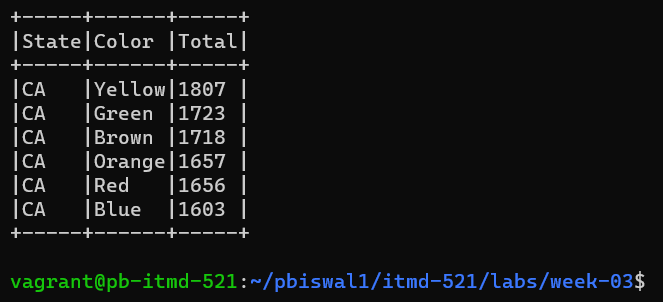 +-----+------+-----+
|State|Color |Total|
+-----+------+-----+
|CA   |Yellow|1807 |
|CA   |Green |1723 |
|CA   |Brown |1718 |
|CA   |Orange|1657 |
|CA   |Red   |1656 |
|CA   |Blue  |1603 |
+-----+------+-----+
vagrant@pb-itmd-521:~/pbiswal1/itmd-521/labs/week-03$